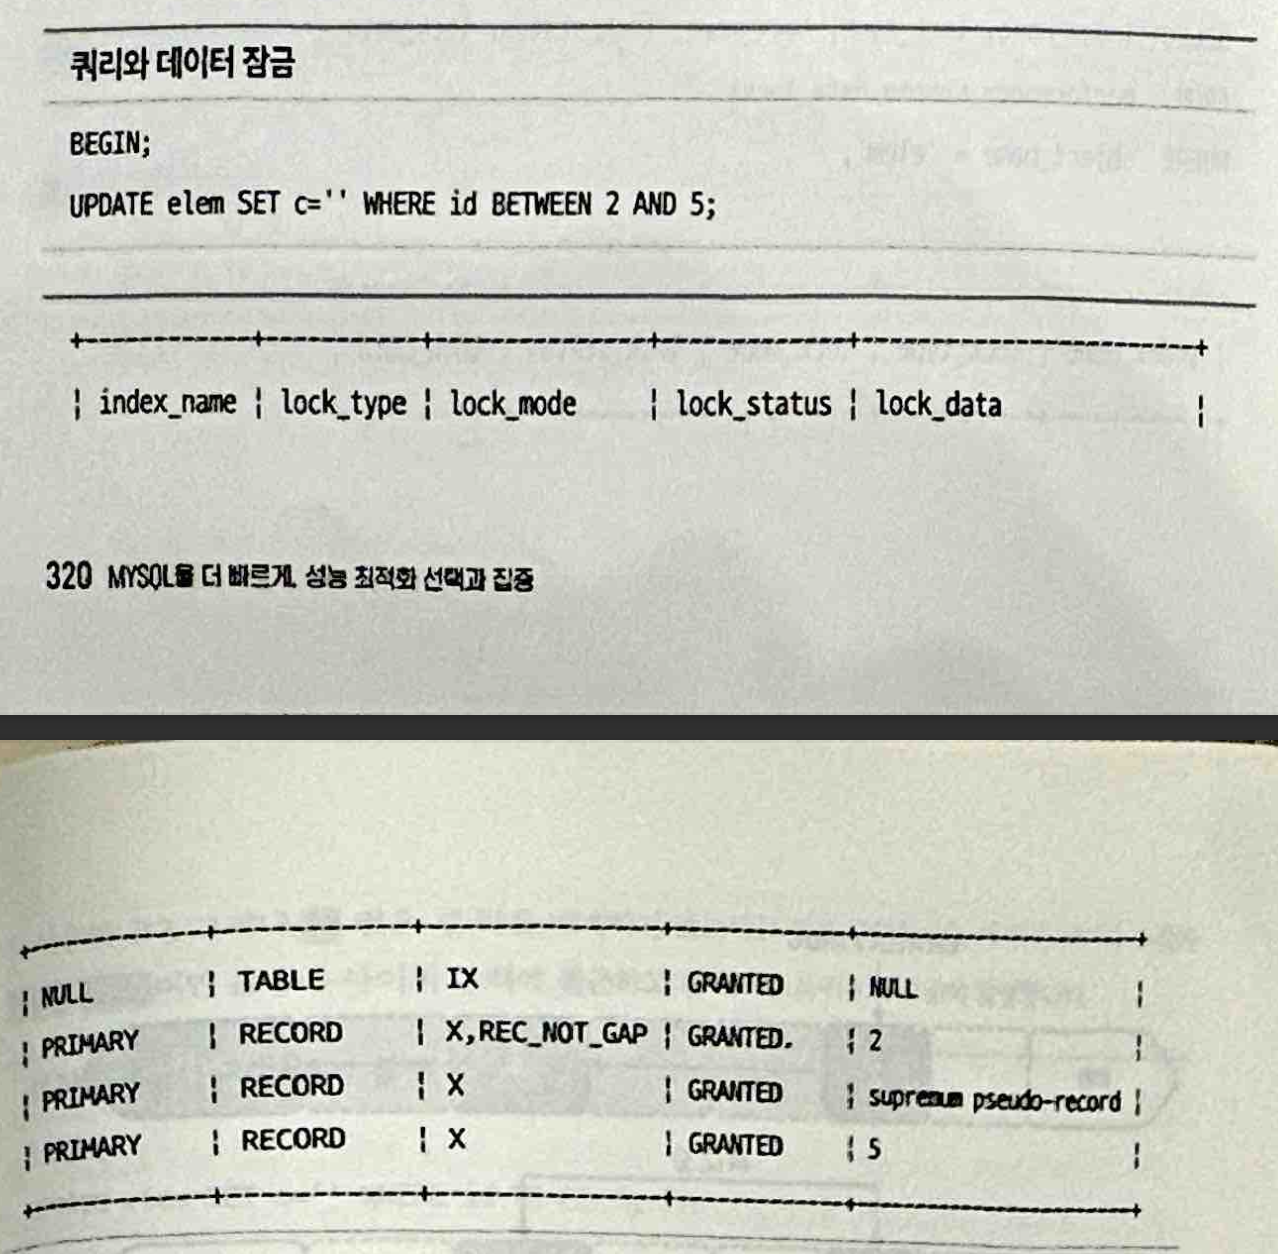 쿼리와 데이터 잠금
BEGIN;
UPDATE elem SET c='' WHERE id BETWEEN 2 AND 5;
+-----------+----------+--------------+-------------+--------------------+
¦ index_name ¦ lock_type ¦ lock_mode ¦ lock_status ¦ lock_data ¦
320 MYSQL을 더 빠르게, 성능 최적화 선택과 집중
+-----------+----------+--------------+-------------+--------------------+
¦ NULL ¦ TABLE ¦ IX ¦ GRANTED ¦ NULL ¦
¦ PRIMARY ¦ RECORD ¦ X,REC_NOT_GAP ¦ GRANTED. ¦ 2 ¦
¦ PRIMARY ¦ RECORD ¦ X ¦ GRANTED ¦ supremum pseudo-record ¦
¦ PRIMARY ¦ RECORD ¦ X ¦ GRANTED ¦ 5 ¦
+-----------+----------+--------------+-------------+--------------------+